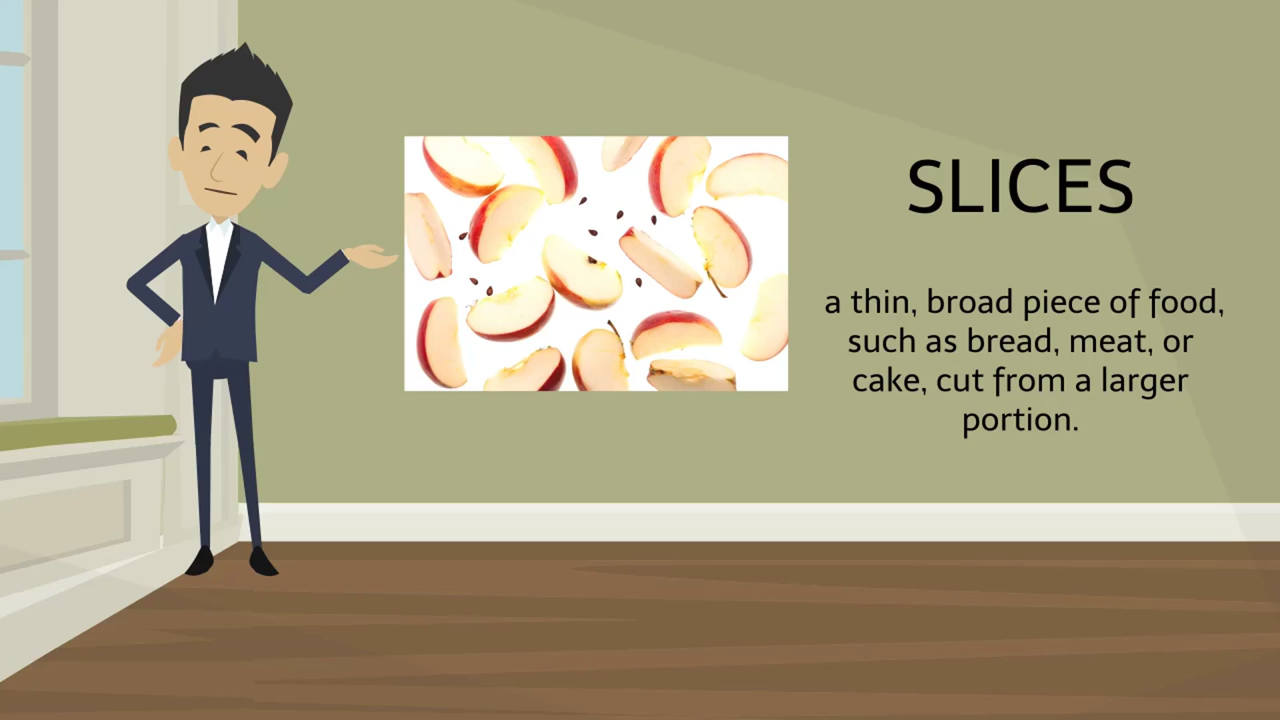 SLICES
a thin, broad piece of food,
such as bread, meat, or
cake, cut from a larger
portion.